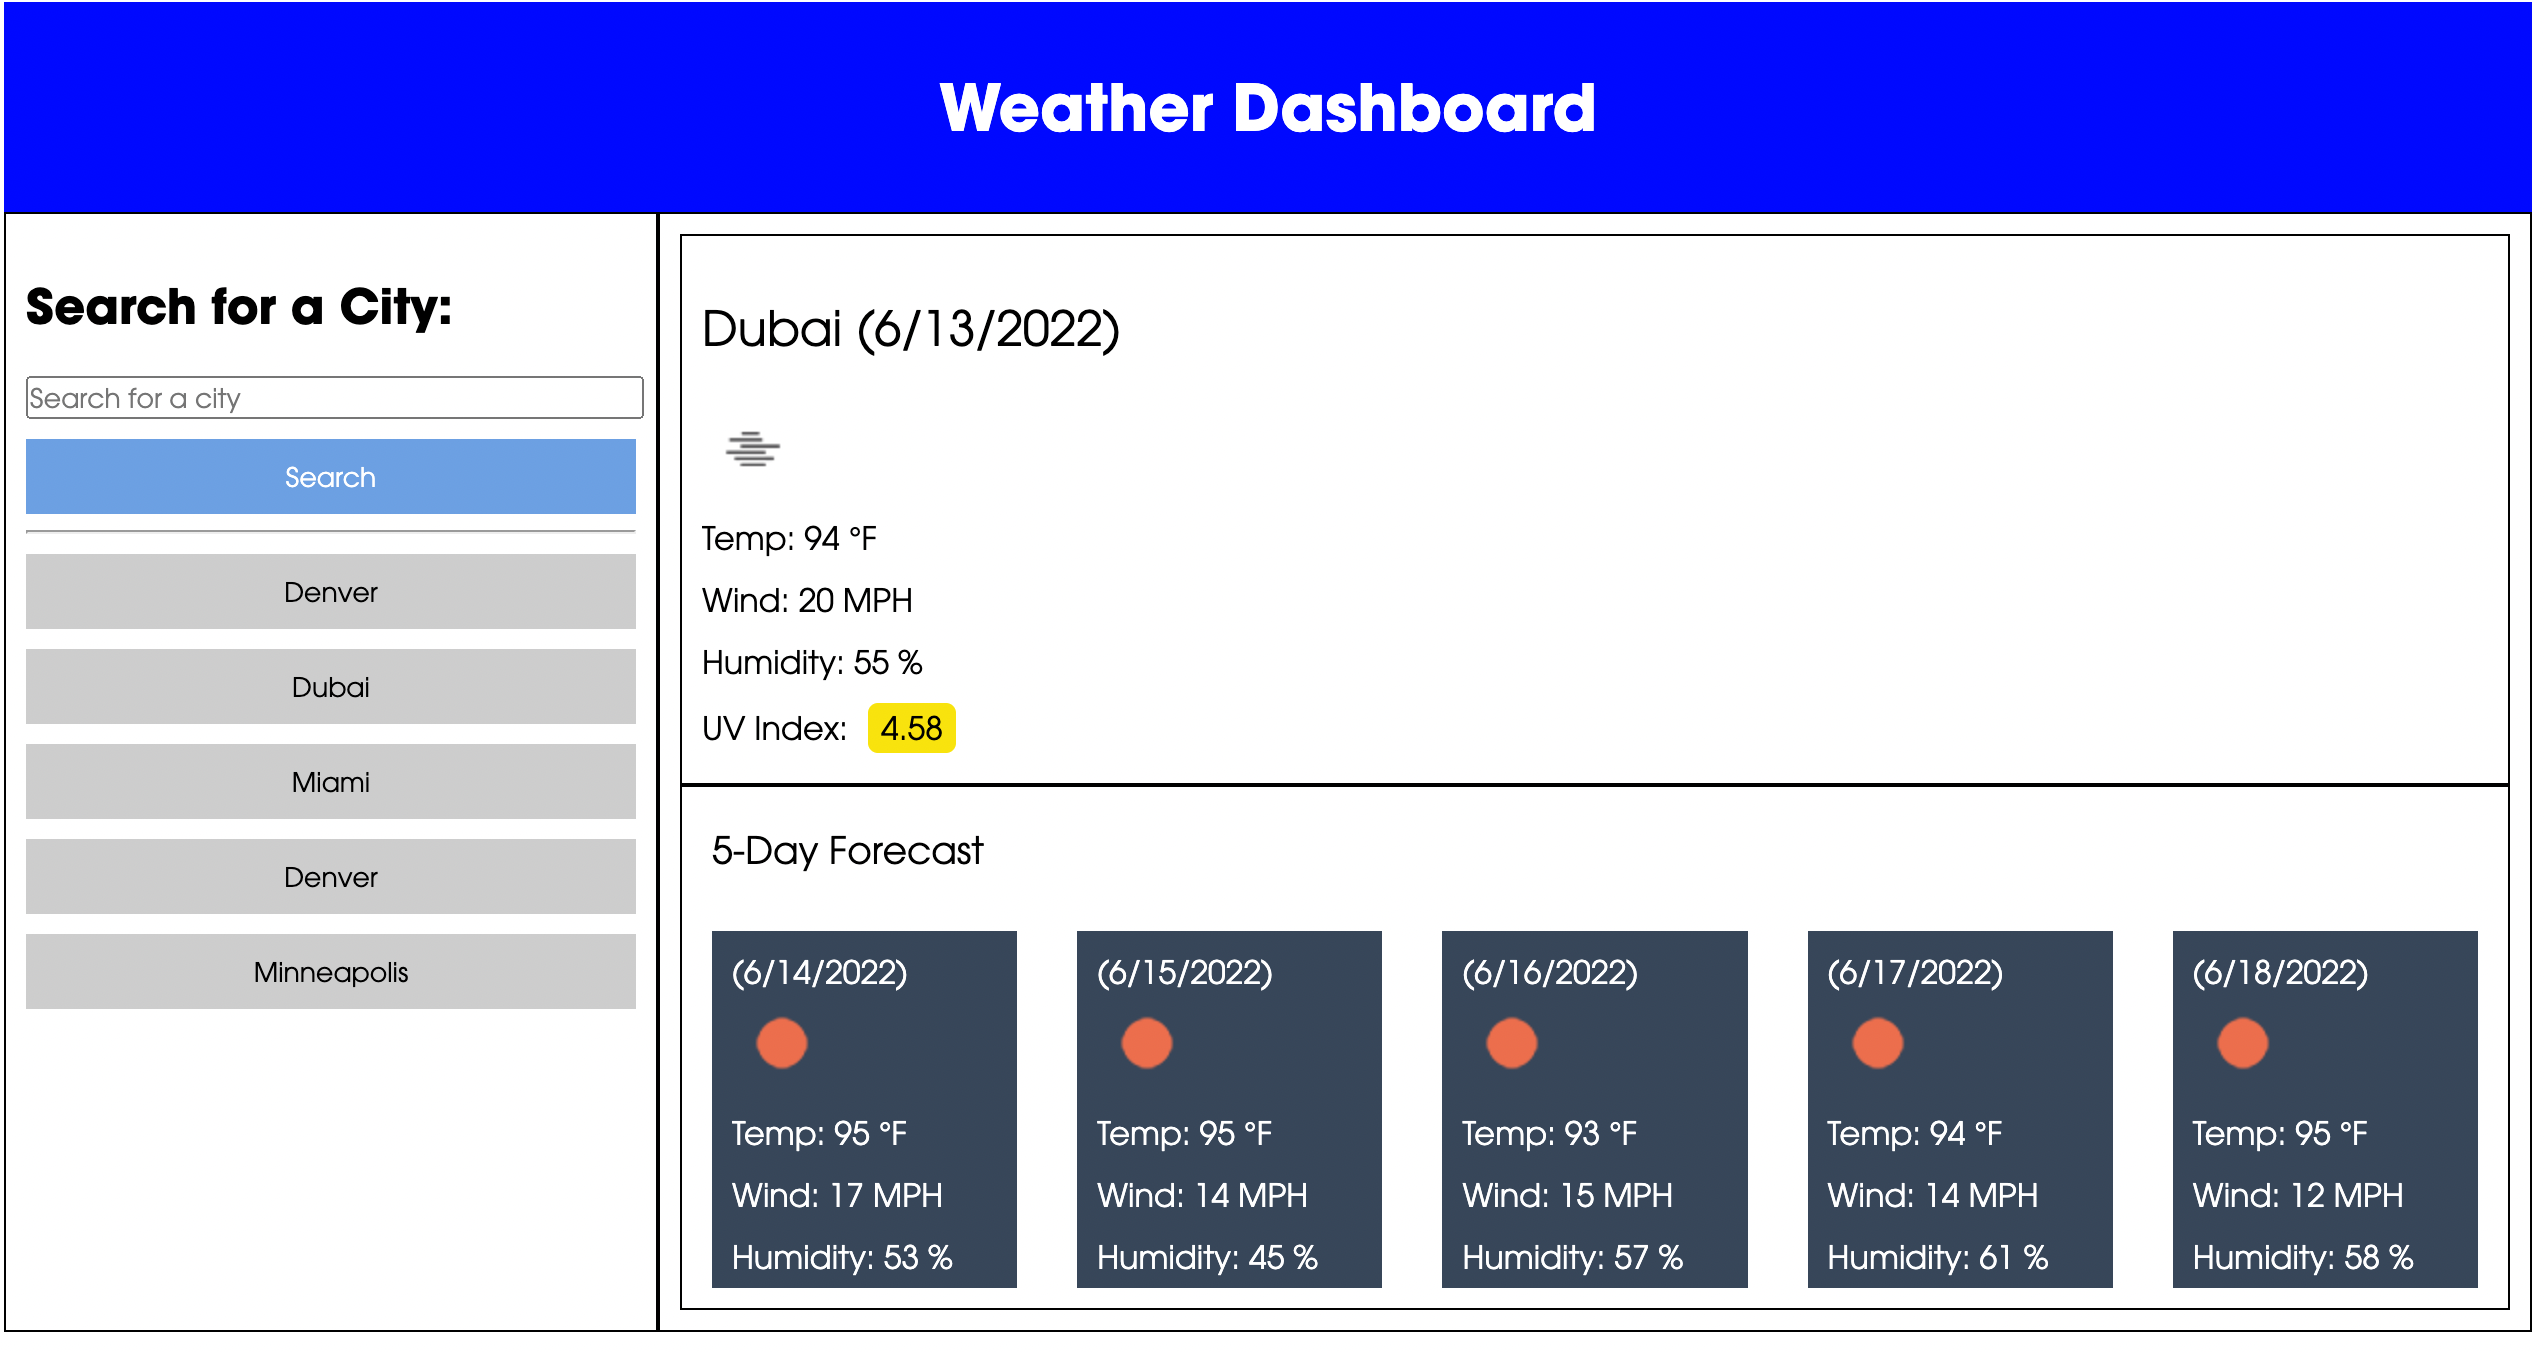 Weather Dashboard
Search for a City:
Search for a city
Search
Denver
Dubai
Miami
Denver
Minneapolis
Dubai (6/13/2022)
Temp: 94 °F
Wind: 20 MPH
Humidity: 55 %
UV Index: 4.58
5-Day Forecast
(6/14/2022)
Temp: 95 °F
Wind: 17 MPH
Humidity: 53 %
(6/15/2022)
Temp: 95 °F
Wind: 14 MPH
Humidity: 45 %
(6/16/2022)
Temp: 93 °F
Wind: 15 MPH
Humidity: 57 %
(6/17/2022)
Temp: 94 °F
Wind: 14 MPH
Humidity: 61 %
(6/18/2022)
Temp: 95 °F
Wind: 12 MPH
Humidity: 58 %